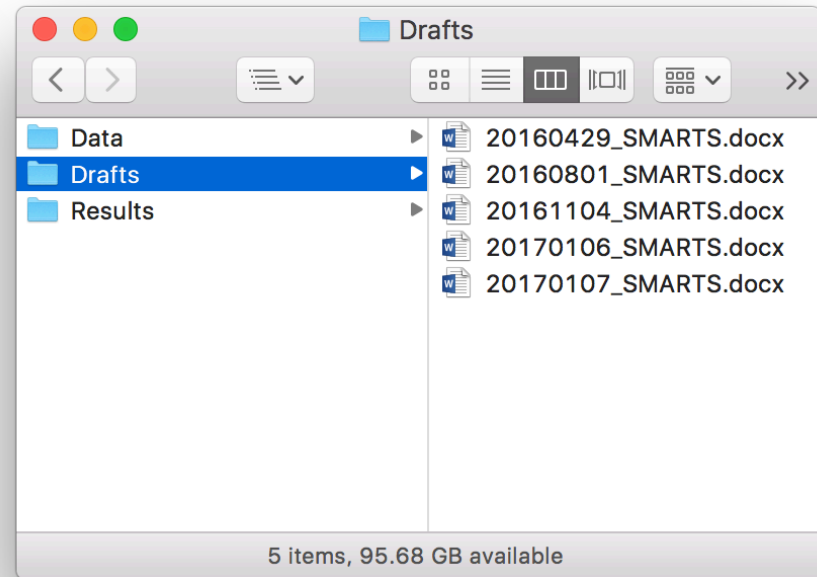 Drafts
Data
Drafts
Results
20160429_SMARTS.docx
20160801_SMARTS.docx
20161104_SMARTS.docx
20170106_SMARTS.docx
20170107_SMARTS.docx
5 items, 95.68 GB available